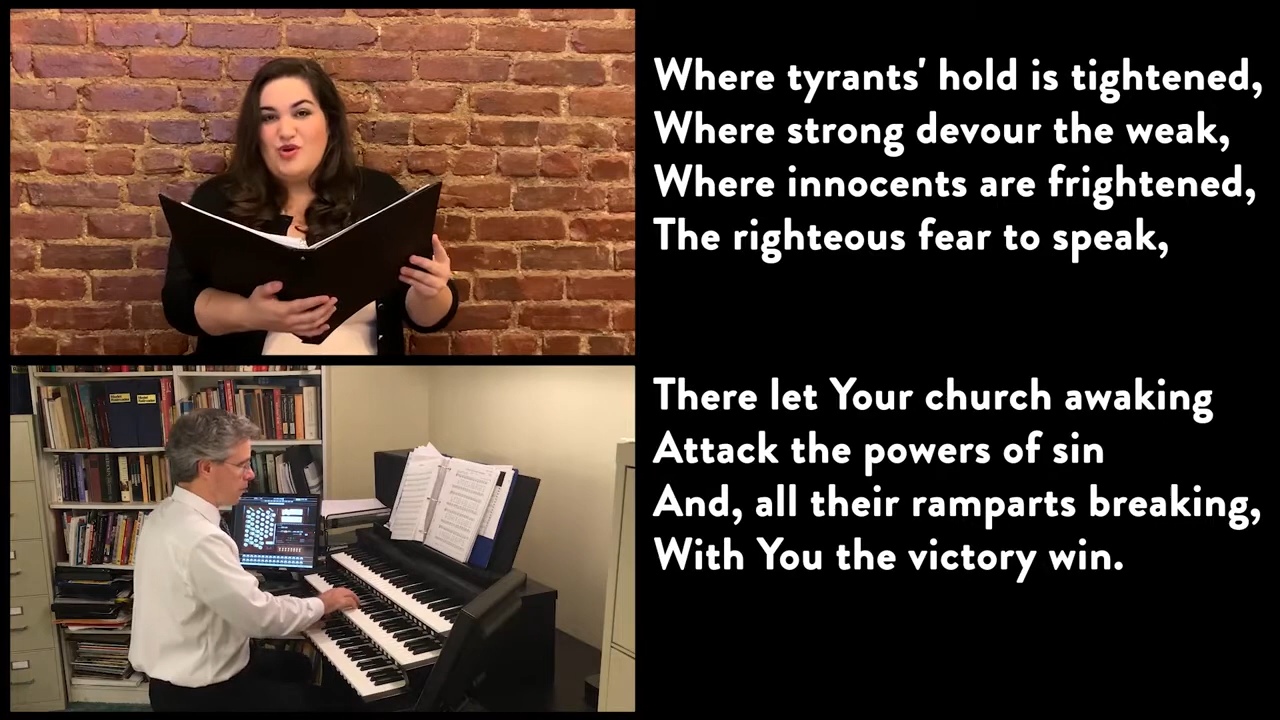 Where tyrants' hold is tightened,
Where strong devour the weak,
Where innocents are frightened,
The righteous fear to speak,
There let Your church awaking
Attack the powers of sin
And, all their ramparts breaking,
With You the victory win.